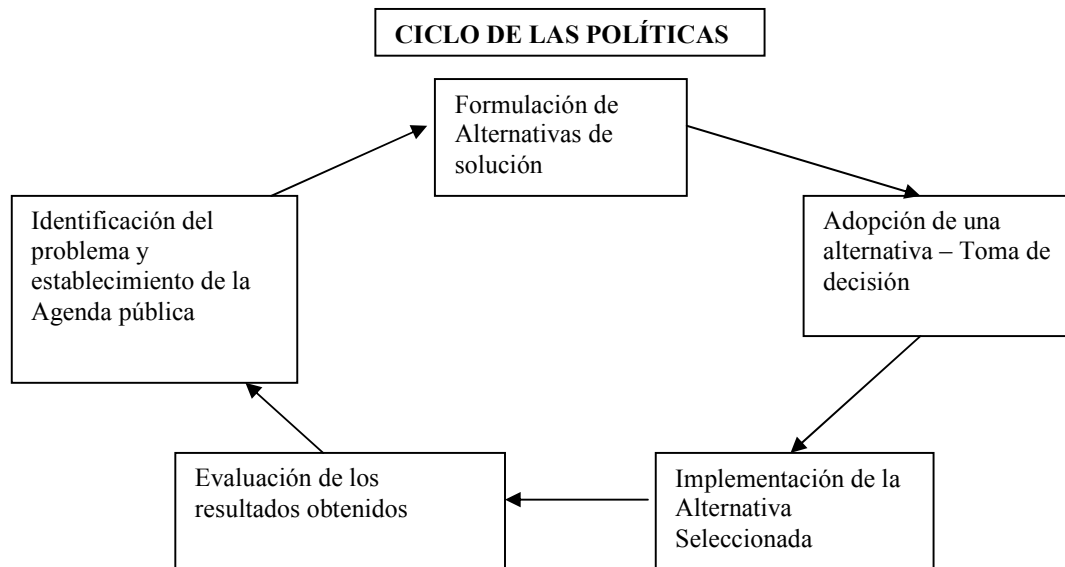 CICLO DE LAS POLÍTICAS
Formulación de
Alternativas de
solución
Identificación del
problema y
establecimiento de la
Agenda pública
Adopción de una
alternativa – Toma de
decisión
Evaluación de los
resultados obtenidos
Implementación de la
Alternativa
Seleccionada